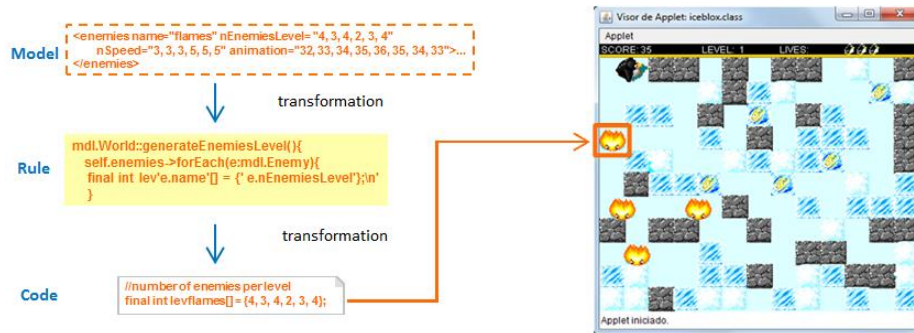 Model
<enemies name="flames" nEnemiesLevel= "4, 3, 4, 2, 3, 4"
nSpeed="3, 3, 3, 5, 5, 5" animation="32, 33, 34, 35, 36, 35, 34, 33">...
</enemies>
transformation
Rule
mdl.World::generateEnemiesLevel(){
self.enemies->forEach(e:mdl.Enemy){
final int lev'e.name'[] = {' e.nEnemiesLevel'};\n'
}
transformation
Code
//number of enemies per level
final int levflames[] = {4, 3, 4, 2, 3, 4};
Visor de Applet: iceblox.class
Applet
SCORE: 35 LEVEL: 1 LIVES:
Applet iniciado.